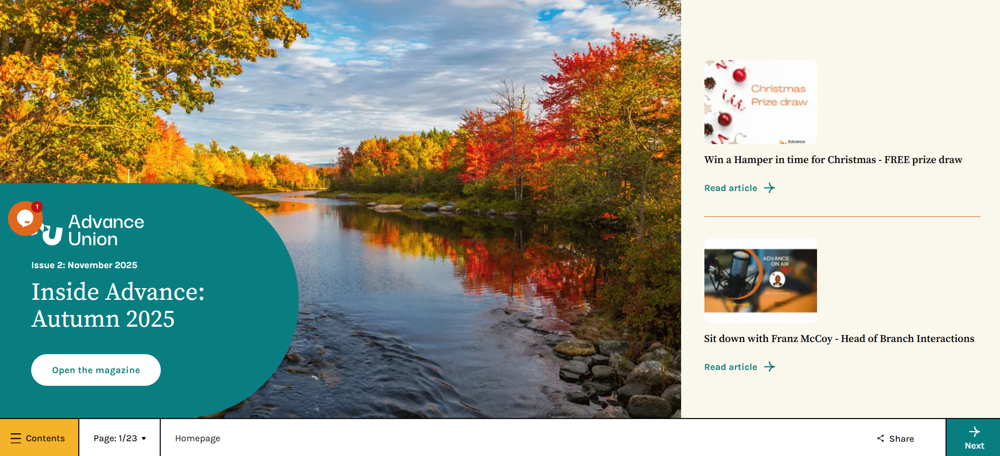 1
Advance
Union
Issue 2: November 2025
Inside Advance:
Autumn 2025
Open the magazine
Christmas
Prize draw
Advance
Win a Hamper in time for Christmas - FREE prize draw
Read article
ADVANCE
ON AIR
Sit down with Franz McCoy - Head of Branch Interactions
Read article
Contents
Page: 1/23
Homepage
Share
Next